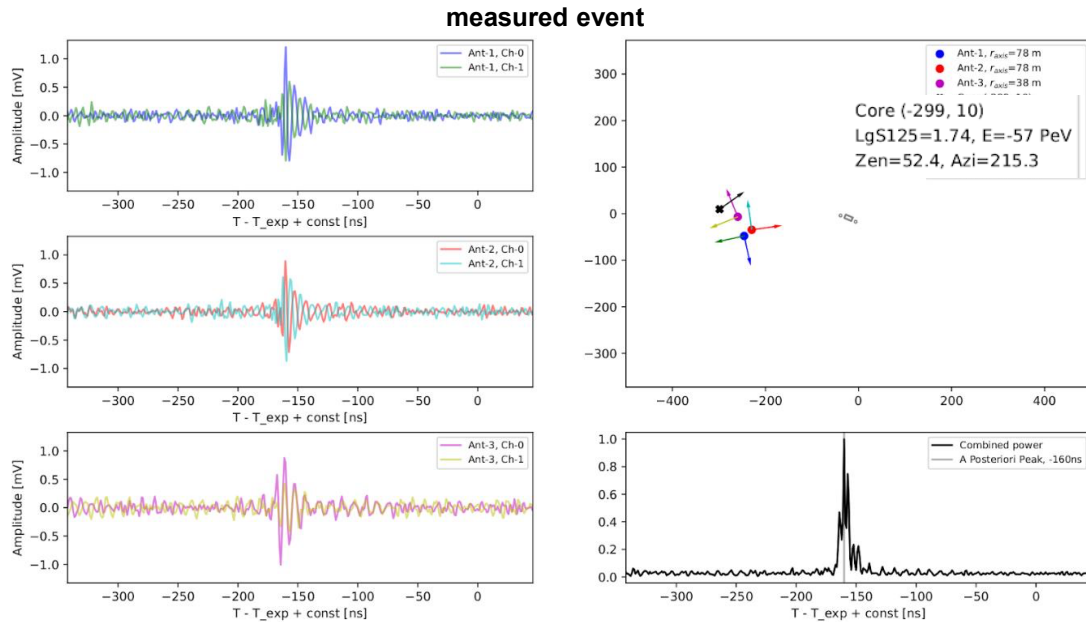 measured event
Ant-1, Ch-0
Ant-1, Ch-1
Amplitude [mV]
1.0
0.5
0.0
−0.5
−1.0
−300 −250 −200 −150 −100 −50 0
T - T_exp + const [ns]
Ant-2, Ch-0
Ant-2, Ch-1
Amplitude [mV]
1.0
0.5
0.0
−0.5
−1.0
−300 −250 −200 −150 −100 −50 0
T - T_exp + const [ns]
Ant-3, Ch-0
Ant-3, Ch-1
Amplitude [mV]
1.0
0.5
0.0
−0.5
−1.0
−300 −250 −200 −150 −100 −50 0
T - T_exp + const [ns]
Ant-1, r_axis=78 m
Ant-2, r_axis=78 m
Ant-3, r_axis=38 m
Core (-299, 10)
LgS125=1.74, E=-57 PeV
Zen=52.4, Azi=215.3
300
200
100
0
−100
−200
−300
−400 −200 0 200 400
Combined power
A Posteriori Peak, -160ns
1.0
0.8
0.6
0.4
0.2
0.0
−300 −250 −200 −150 −100 −50 0
T - T_exp + const [ns]